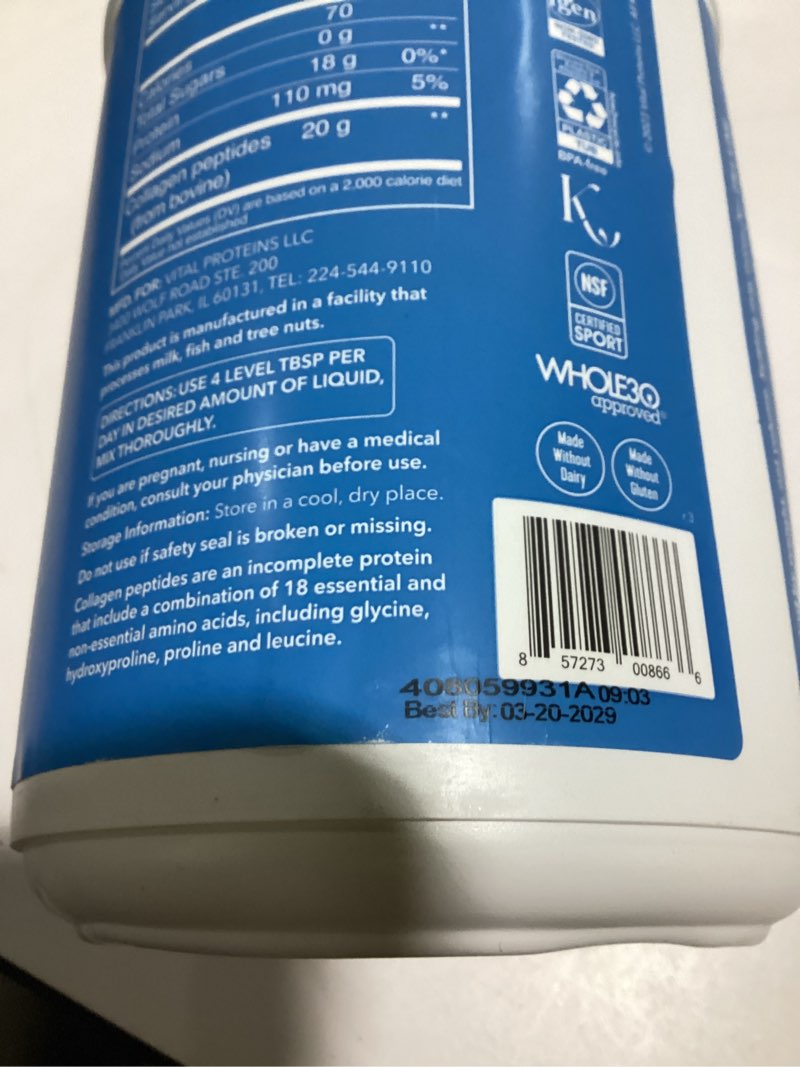 70
Calories
0 g **
Total Sugars
18 g 0%*
Protein
110 mg 5%
Sodium
20 g **
Collagen peptides
(from bovine)
Daily Values (DV) are based on a 2,000 calorie diet
Daily Value not established
MFD. FOR: VITAL PROTEINS LLC
WOLF ROAD STE. 200
FRANKLIN PARK, IL 60131, TEL: 224-544-9110
This product is manufactured in a facility that
processes milk, fish and tree nuts.
DIRECTIONS: USE 4 LEVEL TBSP PER
DAY IN DESIRED AMOUNT OF LIQUID,
MIX THOROUGHLY.
If you are pregnant, nursing or have a medical
condition, consult your physician before use.
Storage Information: Store in a cool, dry place.
Do not use if safety seal is broken or missing.
Collagen peptides are an incomplete protein
that include a combination of 18 essential and
non-essential amino acids, including glycine,
hydroxyproline, proline and leucine.
PLASTIC
TUB
BPA-free
K
NSF
CERTIFIED
SPORT
WHOLE30
approved
Made
Without
Dairy
Made
Without
Gluten
r3
8 57273 00866 6
59931A 09:03
Best By: 03-20-2029